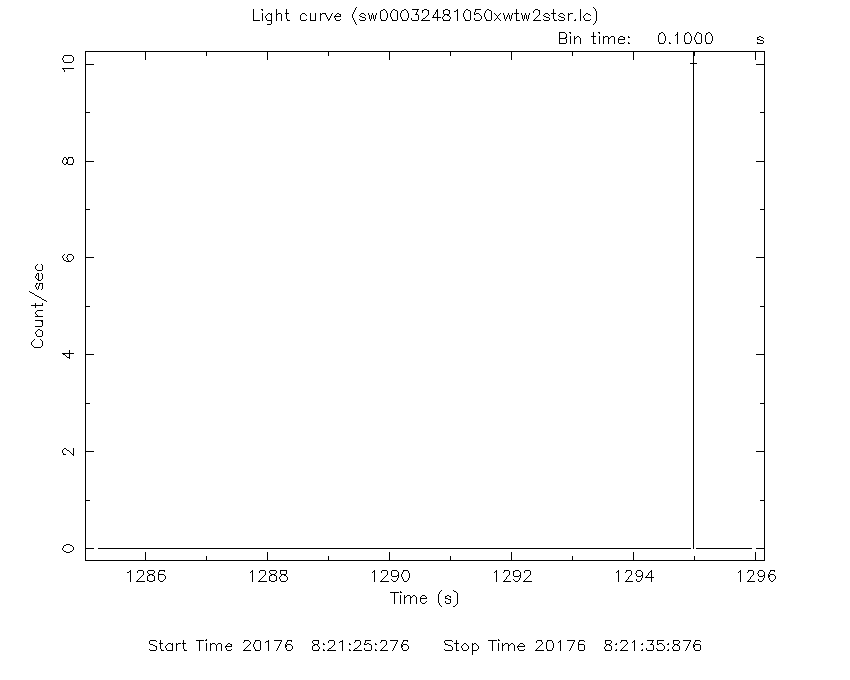 Light curve (sw00032481050xwtw2stsr.lc)
Bin time: 0.1000 s
10
8
6
4
2
0
Count/sec
1286 1288 1290 1292 1294 1296
Time (s)
Start Time 20176 8:21:25:276 Stop Time 20176 8:21:35:876